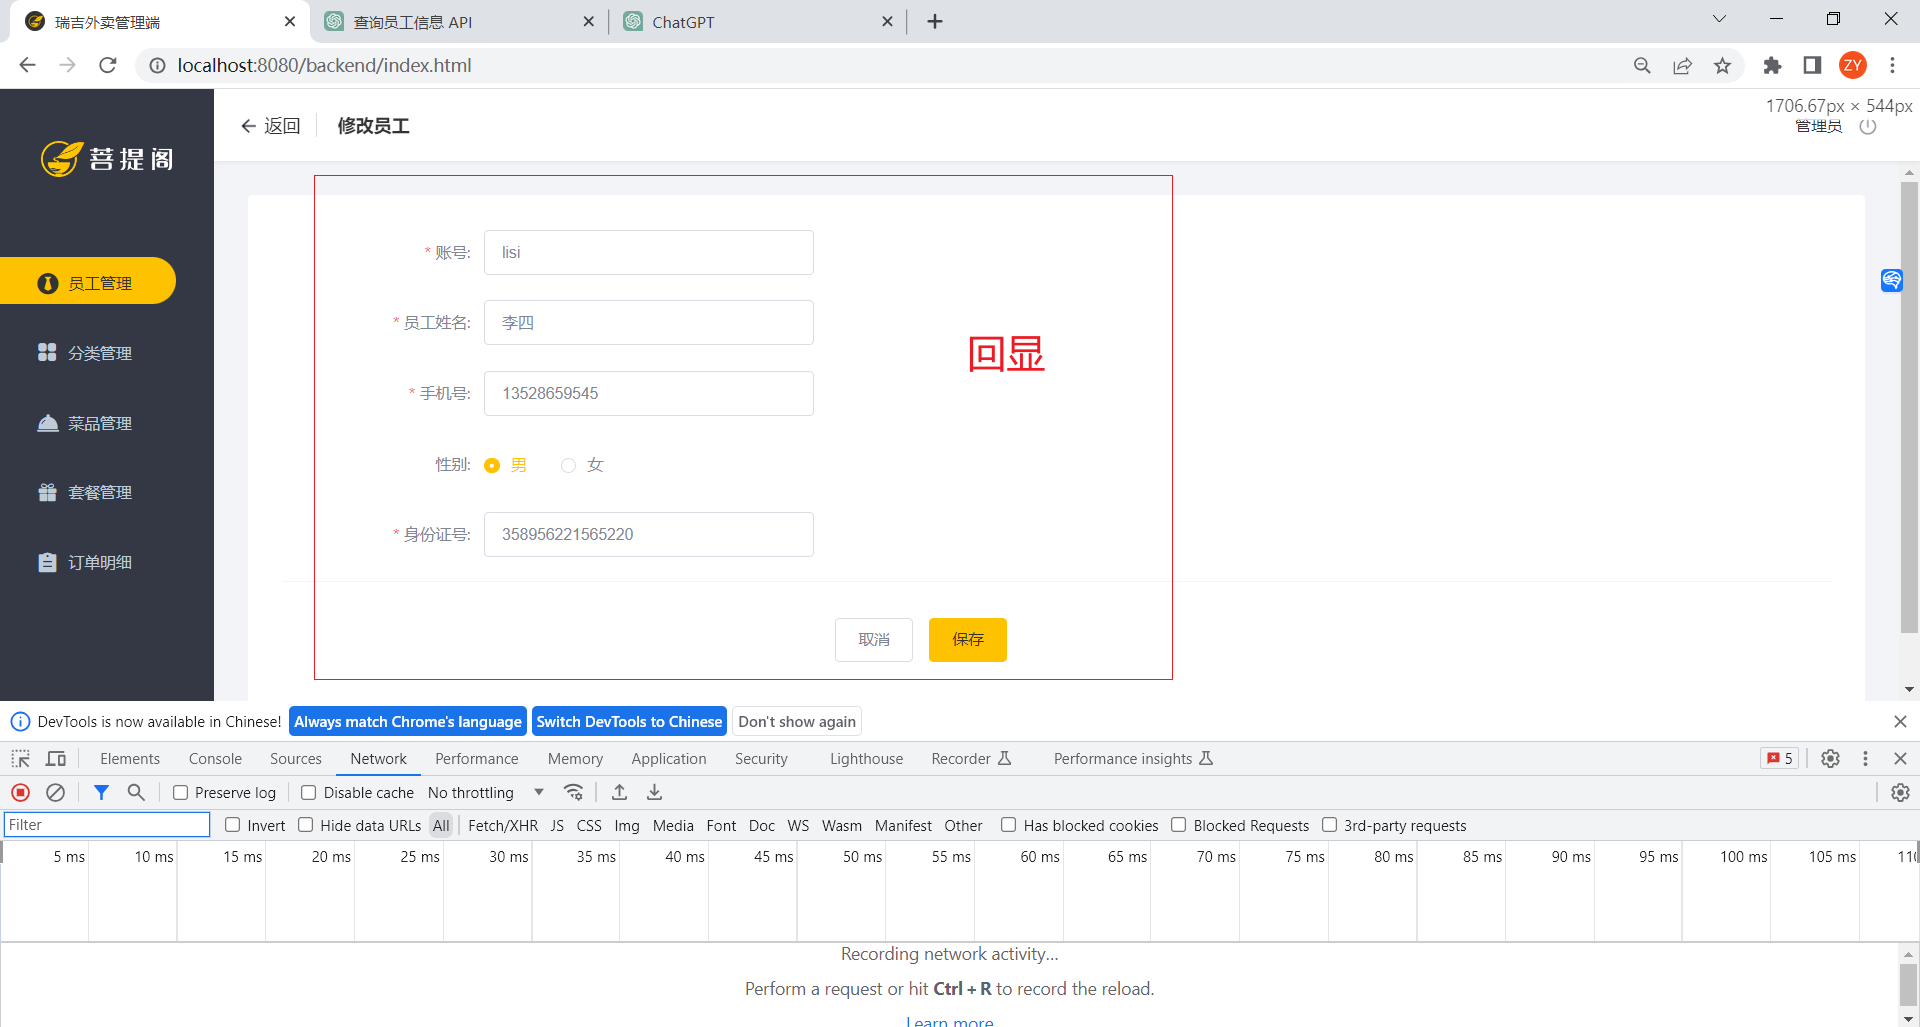 瑞吉外卖管理端
查询员工信息 API
ChatGPT
localhost:8080/backend/index.html
ZY
1706.67px × 544px
菩提阁
返回
修改员工
管理员
员工管理
分类管理
菜品管理
套餐管理
订单明细
* 账号: lisi
* 员工姓名: 李四
回显
* 手机号: 13528659545
性别: 男 女
* 身份证号: 358956221565220
取消 保存
DevTools is now available in Chinese! Always match Chrome's language Switch DevTools to Chinese Don't show again
Elements Console Sources Network Performance Memory Application Security Lighthouse Recorder Performance insights 5
Preserve log Disable cache No throttling
Filter Invert Hide data URLs All Fetch/XHR JS CSS Img Media Font Doc WS Wasm Manifest Other Has blocked cookies Blocked Requests 3rd-party requests
5 ms 10 ms 15 ms 20 ms 25 ms 30 ms 35 ms 40 ms 45 ms 50 ms 55 ms 60 ms 65 ms 70 ms 75 ms 80 ms 85 ms 90 ms 95 ms 100 ms 105 ms
Recording network activity…
Perform a request or hit Ctrl + R to record the reload.
Learn more